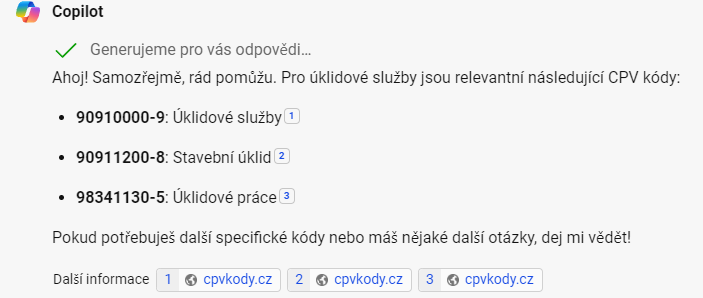 Copilot
Generujeme pro vás odpovědi…
Ahoj! Samozřejmě, rád pomůžu. Pro úklidové služby jsou relevantní následující CPV kódy:
• 90910000-9: Úklidové služby 1
• 90911200-8: Stavební úklid 2
• 98341130-5: Úklidové práce 3
Pokud potřebuješ další specifické kódy nebo máš nějaké další otázky, dej mi vědět!
Další informace 1 cpvkody.cz 2 cpvkody.cz 3 cpvkody.cz